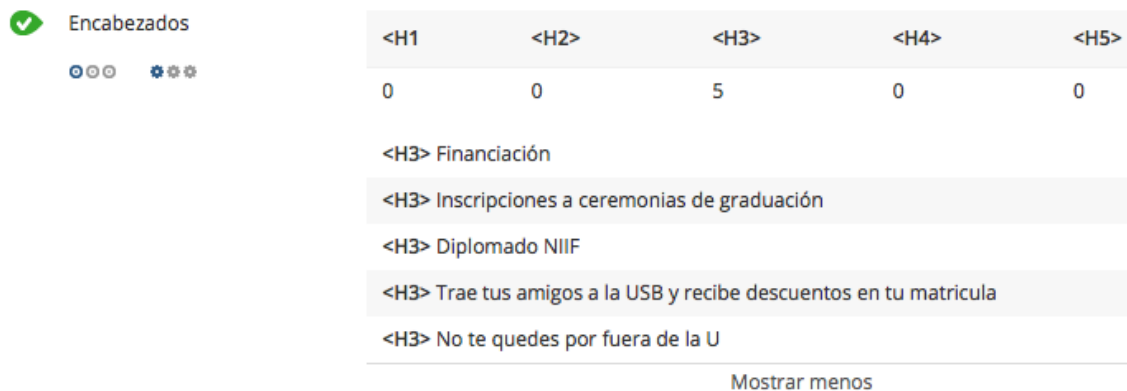 Encabezados
<H1 <H2> <H3> <H4> <H5>
0 0 5 0 0
<H3> Financiación
<H3> Inscripciones a ceremonias de graduación
<H3> Diplomado NIIF
<H3> Trae tus amigos a la USB y recibe descuentos en tu matricula
<H3> No te quedes por fuera de la U
Mostrar menos